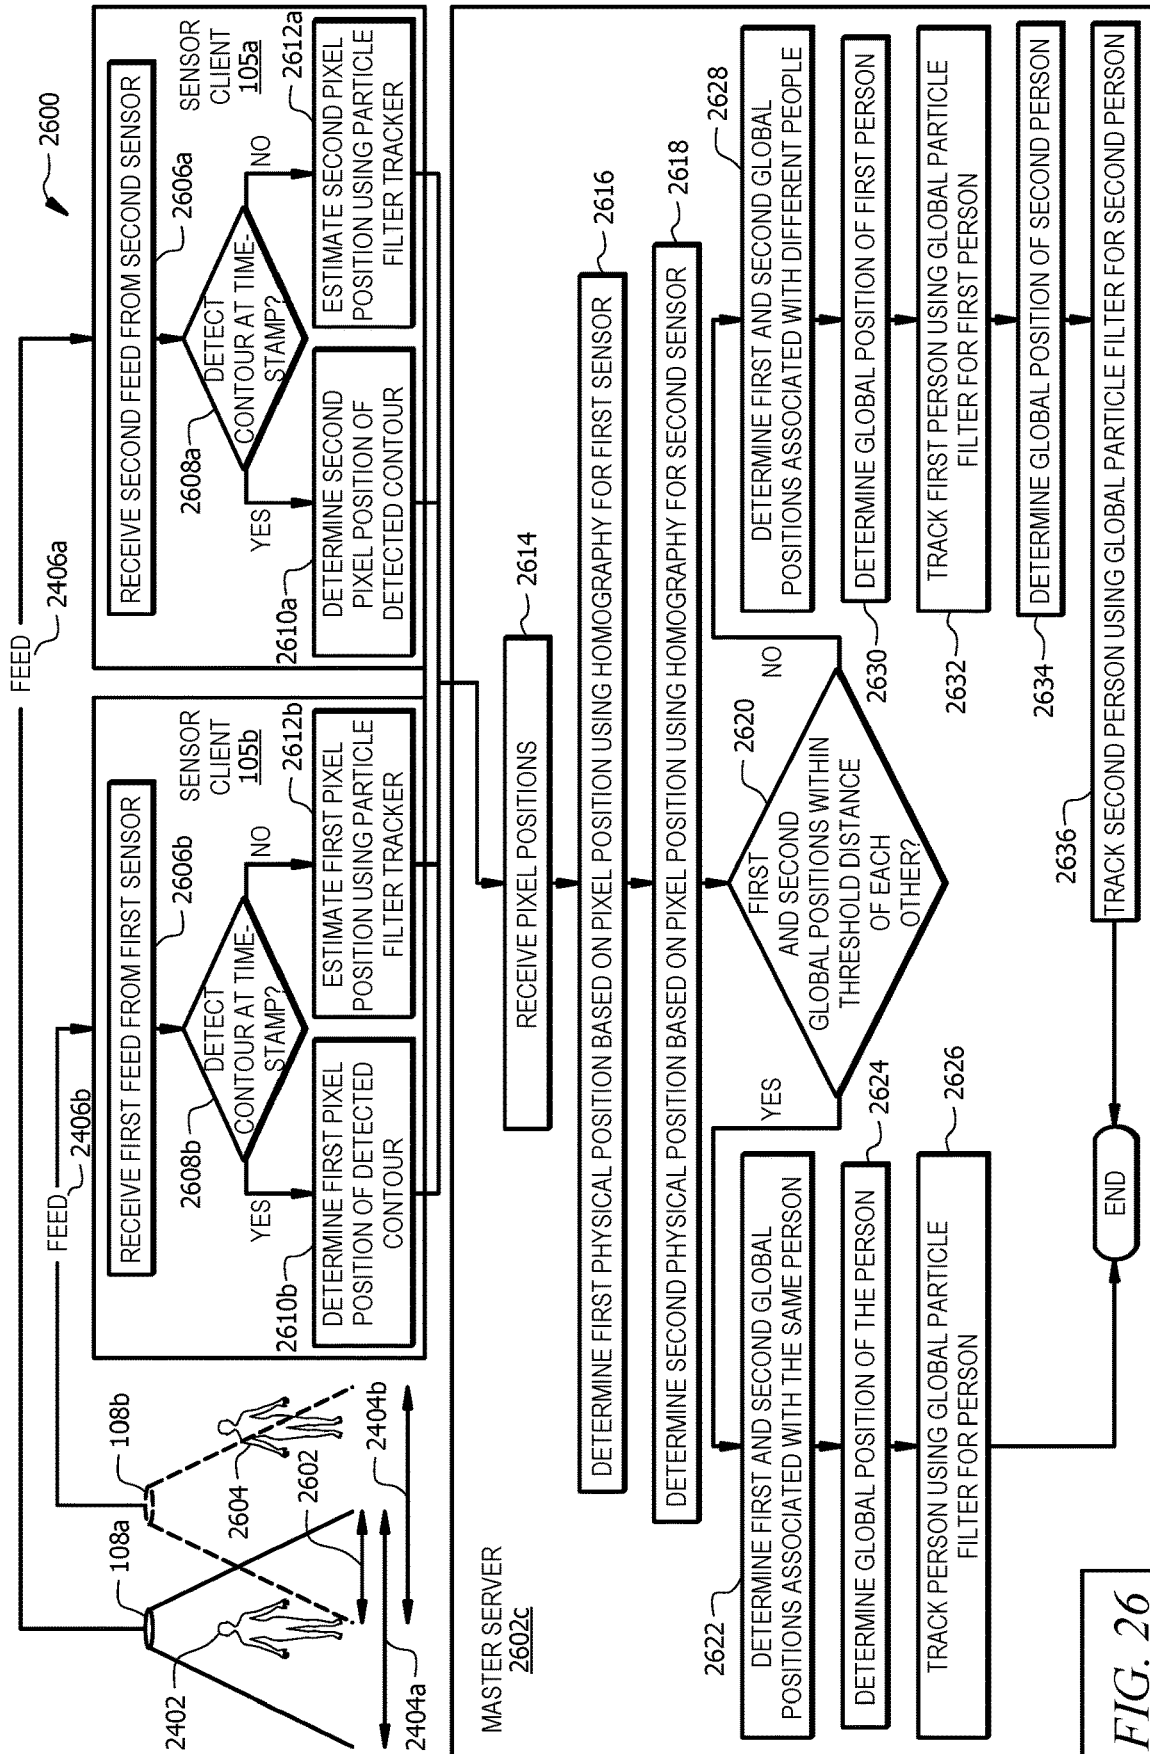 2600
FEED
2406a
FEED
2406b
108a
108b
2402
2604
2602
2404a
2404b
RECEIVE FIRST FEED FROM FIRST SENSOR
2606b
SENSOR
CLIENT
105b
DETECT
CONTOUR AT TIME-
STAMP?
2608b
YES
NO
2610b
DETERMINE FIRST PIXEL
POSITION OF DETECTED
CONTOUR
2612b
ESTIMATE FIRST PIXEL
POSITION USING PARTICLE
FILTER TRACKER
RECEIVE SECOND FEED FROM SECOND SENSOR
2606a
SENSOR
CLIENT
105a
DETECT
CONTOUR AT TIME-
STAMP?
2608a
YES
NO
2610a
DETERMINE SECOND
PIXEL POSITION OF
DETECTED CONTOUR
2612a
ESTIMATE SECOND PIXEL
POSITION USING PARTICLE
FILTER TRACKER
MASTER SERVER
2602c
RECEIVE PIXEL POSITIONS
2614
DETERMINE FIRST PHYSICAL POSITION BASED ON PIXEL POSITION USING HOMOGRAPHY FOR FIRST SENSOR
2616
DETERMINE SECOND PHYSICAL POSITION BASED ON PIXEL POSITION USING HOMOGRAPHY FOR SECOND SENSOR
2618
FIRST
AND SECOND
GLOBAL POSITIONS WITHIN
THRESHOLD DISTANCE
OF EACH
OTHER?
2620
YES
NO
2622
DETERMINE FIRST AND SECOND GLOBAL
POSITIONS ASSOCIATED WITH THE SAME PERSON
DETERMINE GLOBAL POSITION OF THE PERSON
2624
TRACK PERSON USING GLOBAL PARTICLE
FILTER FOR PERSON
2626
DETERMINE FIRST AND SECOND GLOBAL
POSITIONS ASSOCIATED WITH DIFFERENT PEOPLE
2628
2630
DETERMINE GLOBAL POSITION OF FIRST PERSON
2632
TRACK FIRST PERSON USING GLOBAL PARTICLE
FILTER FOR FIRST PERSON
2634
DETERMINE GLOBAL POSITION OF SECOND PERSON
2636
TRACK SECOND PERSON USING GLOBAL PARTICLE FILTER FOR SECOND PERSON
END
FIG. 26